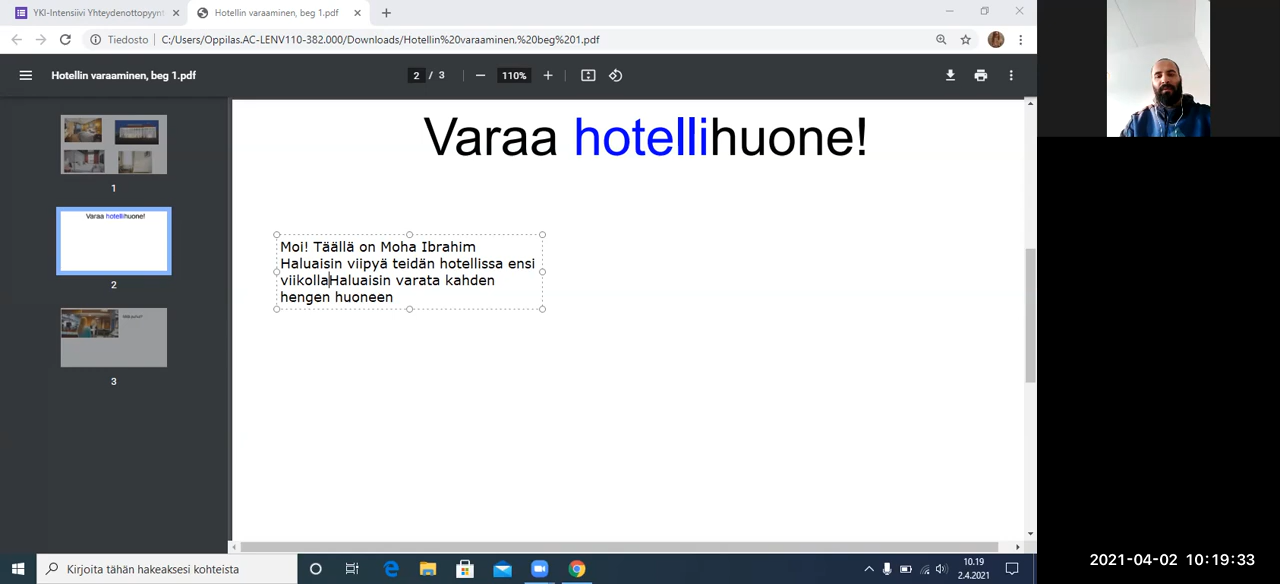 YKI-Intensiivi Yhteydenottopyynt
Hotellin varaaminen, beg 1.pdf
Tiedosto
C:/Users/Oppilas.AC-LENV110-382.000/Downloads/Hotellin%20varaaminen,%20beg%201.pdf
Hotellin varaaminen, beg 1.pdf
2 / 3
110%
Varaa hotellihuone!
Moi! Täällä on Moha Ibrahim
Haluaisin viipyä teidän hotellissa ensi
viikollaHaluaisin varata kahden
hengen huoneen
1
Varaa hotellihuone!
2
3
Kirjoita tähän hakeaksesi kohteista
10.19
2.4.2021
2021-04-02 10:19:33